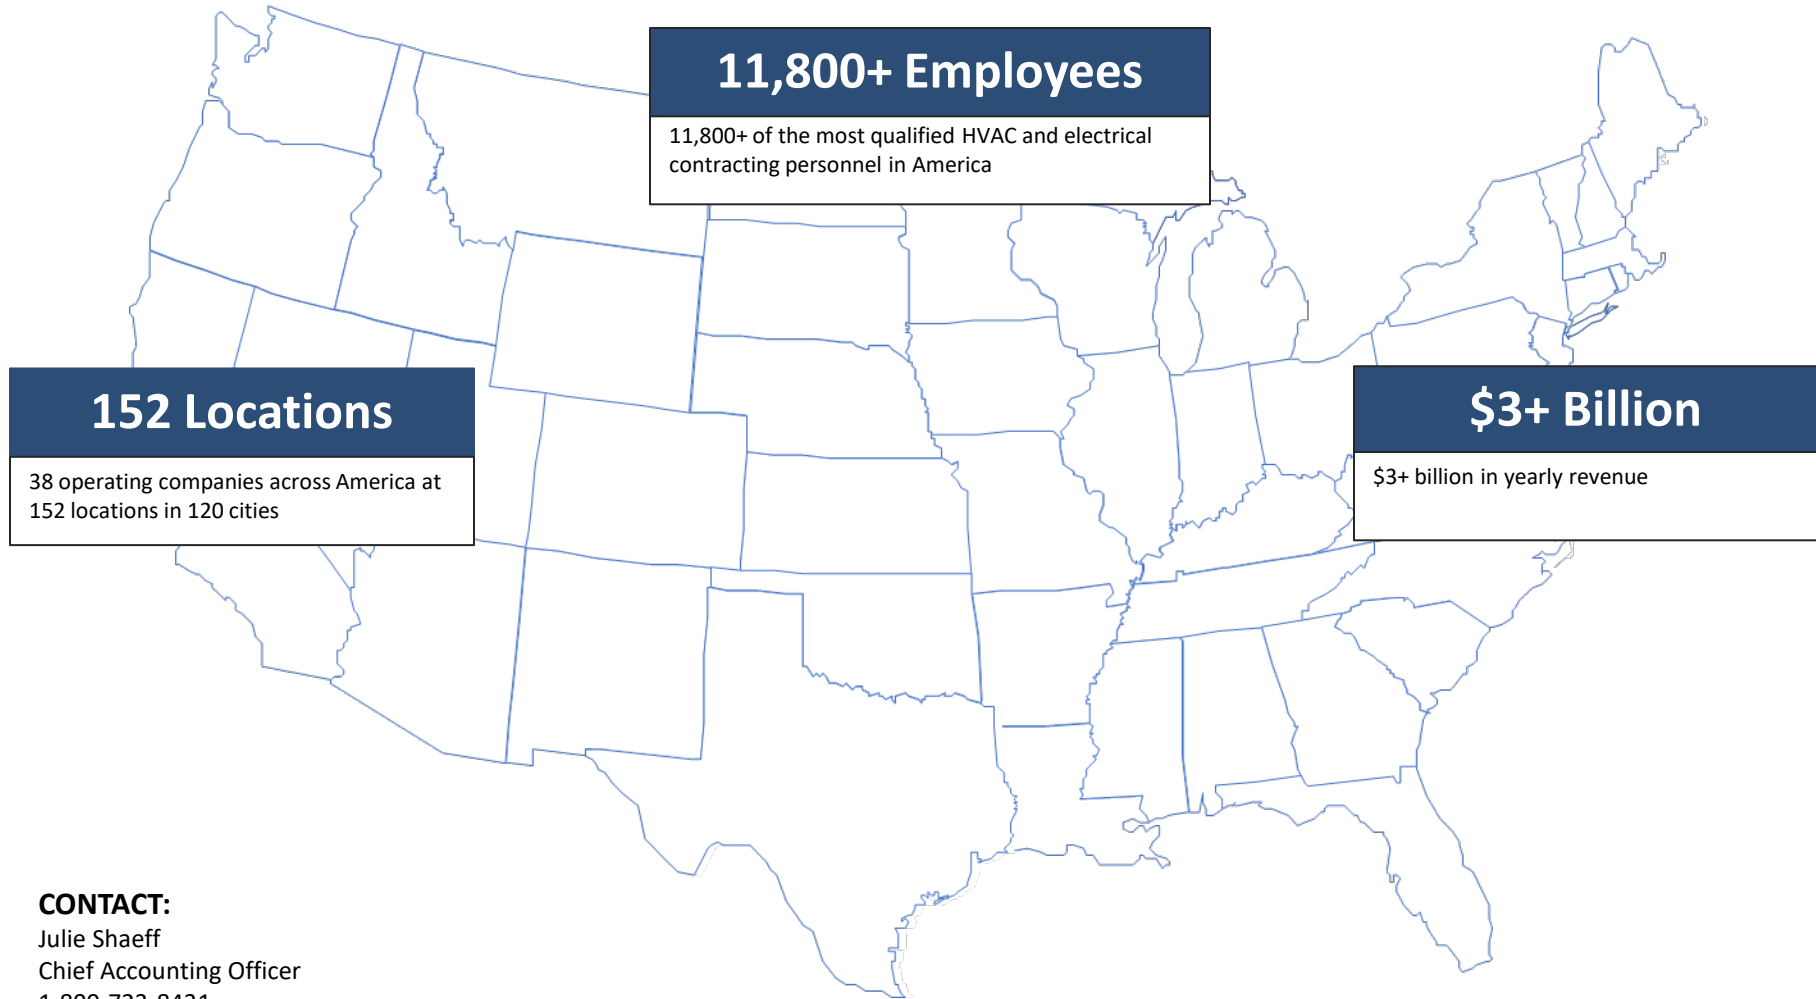 11,800+ Employees
11,800+ of the most qualified HVAC and electrical
contracting personnel in America
152 Locations
38 operating companies across America at
152 locations in 120 cities
$3+ Billion
$3+ billion in yearly revenue
CONTACT:
Julie Shaeff
Chief Accounting Officer